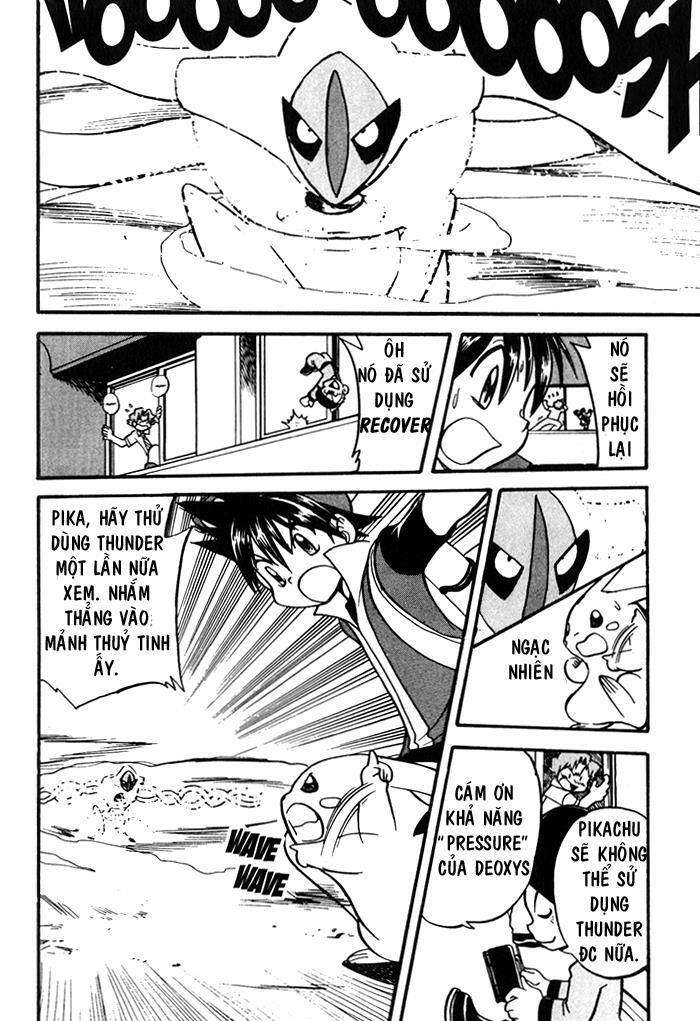 WOOOOO OOOOOOSH
NÓ
SẼ
HỒI
PHỤC
LẠI
ÔH
NÓ ĐÃ SỬ
DỤNG
RECOVER
NGẠC
NHIÊN
PIKA, HÃY THỬ
DÙNG THUNDER
MỘT LẦN NỮA
XEM. NHẮM
THẲNG VÀO
MẢNH THUỶ TINH
ẤY.
WAVE
WAVE
PIKACHU
SẼ KHÔNG
THỂ SỬ
DỤNG
THUNDER
ĐC NỮA.
CÁM ƠN
KHẢ NĂNG
“PRESSURE”
CỦA DEOXYS